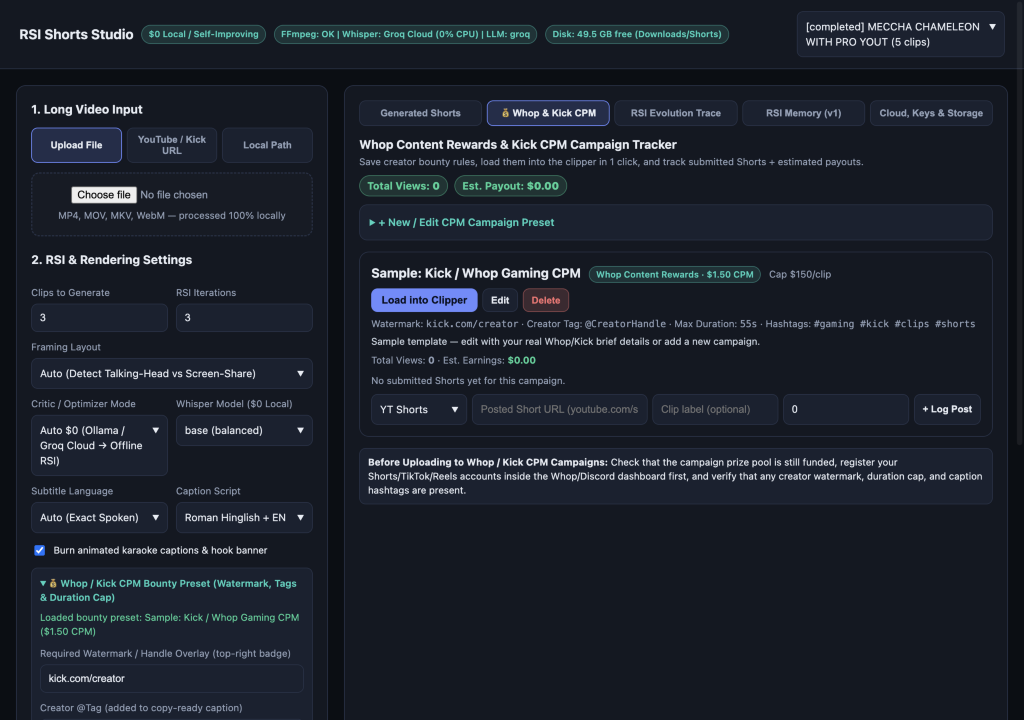 RSI Shorts Studio
$0 Local / Self-Improving
FFmpeg: OK | Whisper: Groq Cloud (0% CPU) | LLM: groq
Disk: 49.5 GB free (Downloads/Shorts)
[completed] MECCHA CHAMELEON
WITH PRO YOUT (5 clips)
1. Long Video Input
Upload File
YouTube / Kick
URL
Local Path
Choose file No file chosen
MP4, MOV, MKV, WebM — processed 100% locally
2. RSI & Rendering Settings
Clips to Generate
RSI Iterations
3
3
Framing Layout
Auto (Detect Talking-Head vs Screen-Share)
Critic / Optimizer Mode
Whisper Model ($0 Local)
Auto $0 (Ollama /
Groq Cloud → Offline
RSI)
base (balanced)
Subtitle Language
Caption Script
Auto (Exact Spoken)
Roman Hinglish + EN
Burn animated karaoke captions & hook banner
Whop / Kick CPM Bounty Preset (Watermark, Tags
& Duration Cap)
Loaded bounty preset: Sample: Kick / Whop Gaming CPM
($1.50 CPM)
Required Watermark / Handle Overlay (top-right badge)
kick.com/creator
Creator @Tag (added to copy-ready caption)
Generated Shorts
Whop & Kick CPM
RSI Evolution Trace
RSI Memory (v1)
Cloud, Keys & Storage
Whop Content Rewards & Kick CPM Campaign Tracker
Save creator bounty rules, load them into the clipper in 1 click, and track submitted Shorts + estimated payouts.
Total Views: 0
Est. Payout: $0.00
+ New / Edit CPM Campaign Preset
Sample: Kick / Whop Gaming CPM
Whop Content Rewards · $1.50 CPM
Cap $150/clip
Load into Clipper
Edit
Delete
Watermark: kick.com/creator · Creator Tag: @CreatorHandle · Max Duration: 55s · Hashtags: #gaming #kick #clips #shorts
Sample template — edit with your real Whop/Kick brief details or add a new campaign.
Total Views: 0 · Est. Earnings: $0.00
No submitted Shorts yet for this campaign.
YT Shorts
Posted Short URL (youtube.com/s
Clip label (optional)
0
+ Log Post
Before Uploading to Whop / Kick CPM Campaigns: Check that the campaign prize pool is still funded, register your
Shorts/TikTok/Reels accounts inside the Whop/Discord dashboard first, and verify that any creator watermark, duration cap, and caption
hashtags are present.